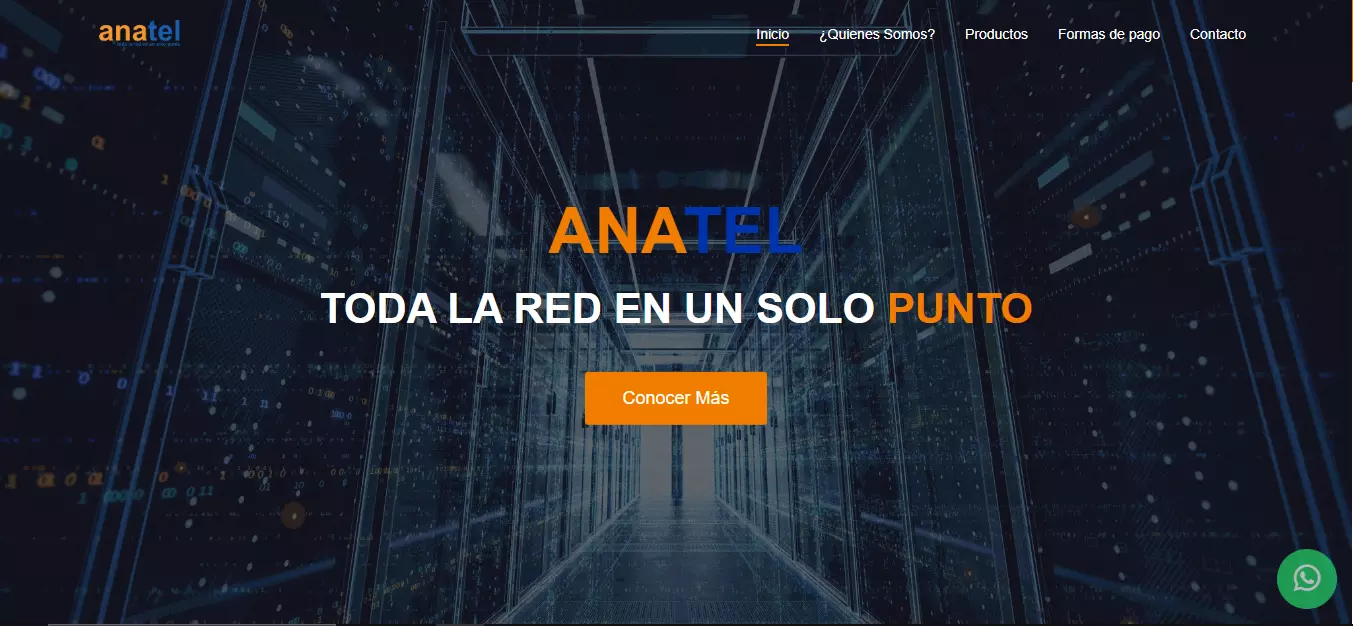 anatel
Inicio
¿Quienes Somos?
Productos
Formas de pago
Contacto
ANATEL
TODA LA RED EN UN SOLO PUNTO
Conocer Más